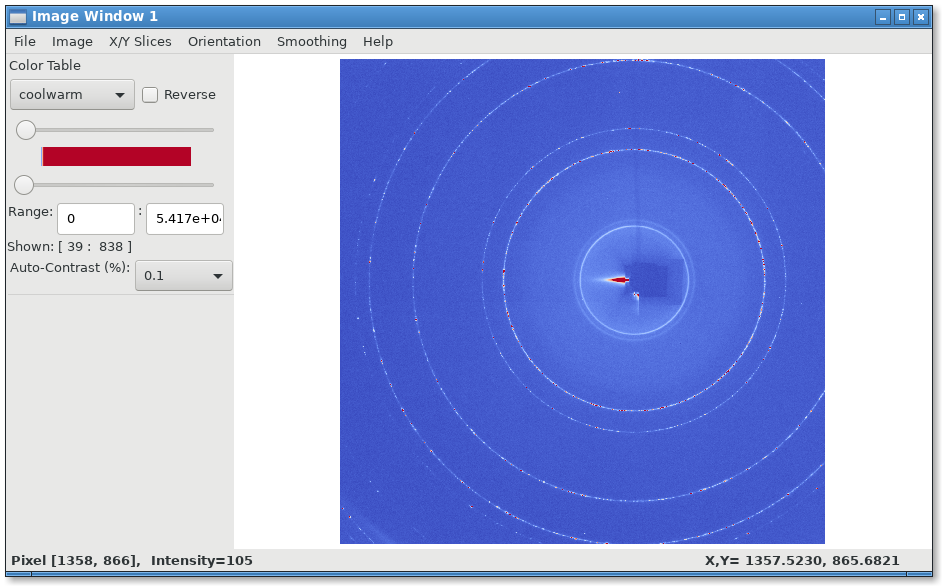 Image Window 1
File Image X/Y Slices Orientation Smoothing Help
Color Table
coolwarm Reverse
Range: 0 : 5.417e+0
Shown: [ 39 : 838 ]
Auto-Contrast (%): 0.1
Pixel [1358, 866], Intensity=105 X,Y= 1357.5230, 865.6821